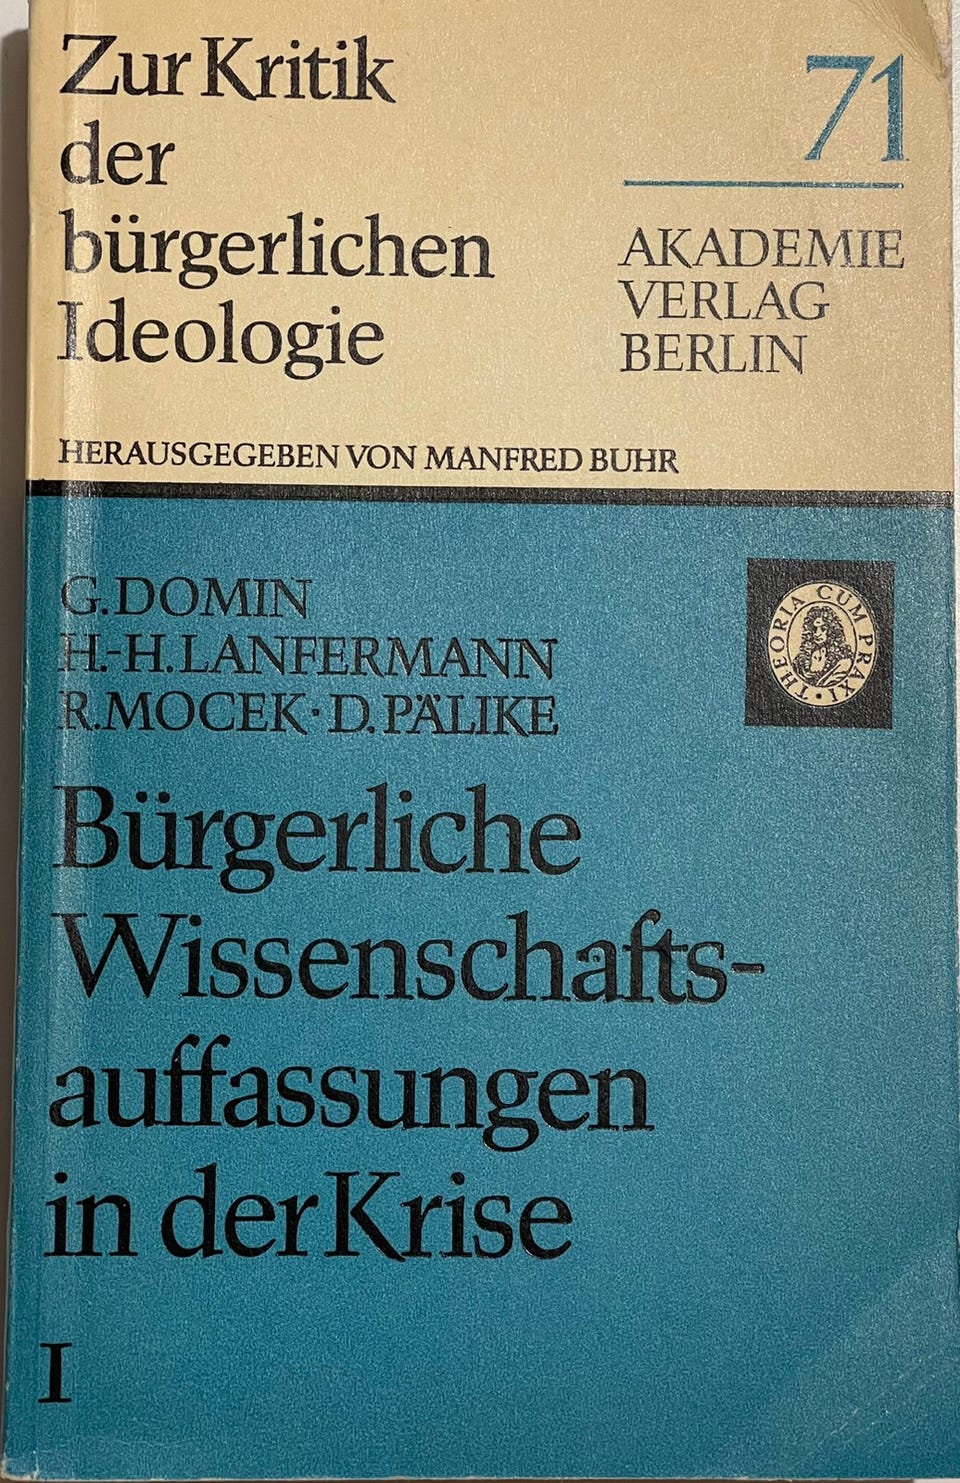 Zur Kritik
der
bürgerlichen
Ideologie
71
AKADEMIE
VERLAG
BERLIN
HERAUSGEGEBEN VON MANFRED BUHR
G. DOMIN
H.-H. LANFERMANN
R. MOCEK · D. PÄLIKE
THEORIA CUM PRAXI ·
Bürgerliche
Wissenschafts-
auffassungen
in der Krise
I